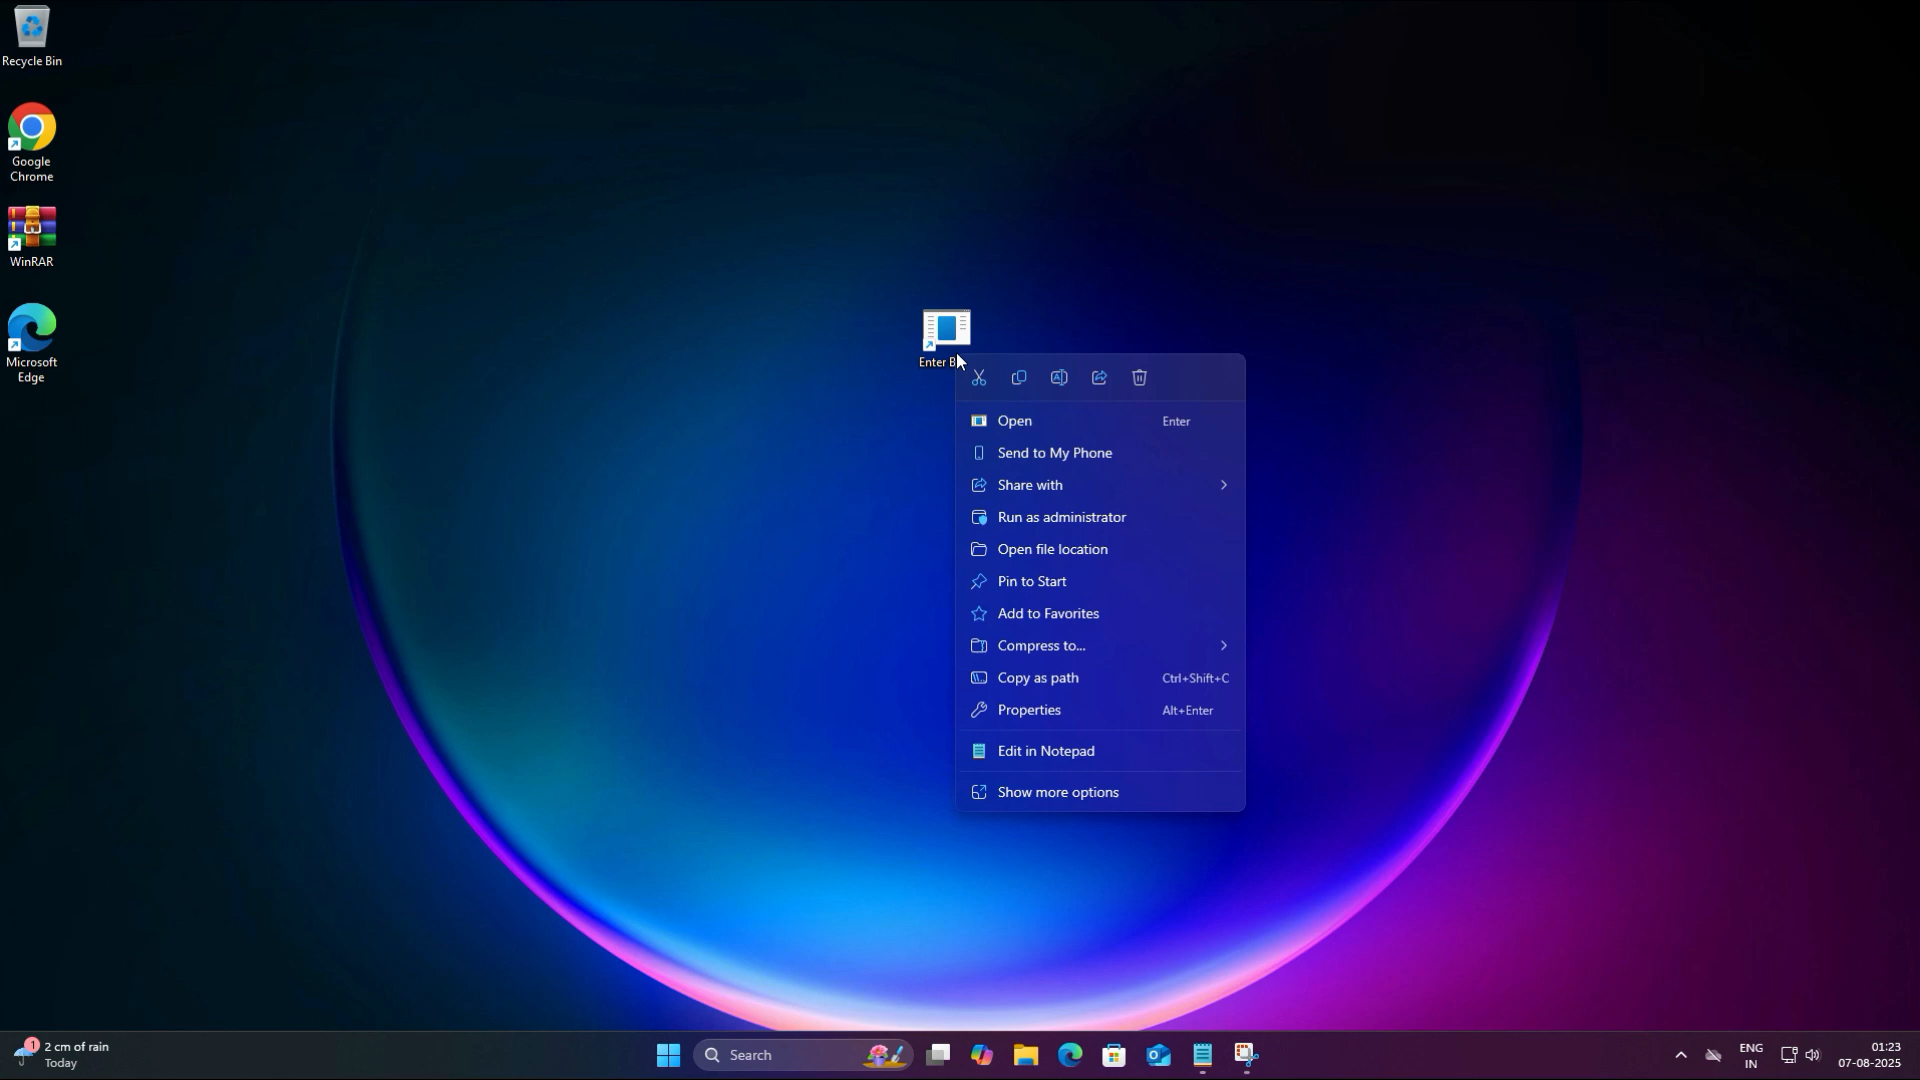 Recycle Bin
Google
Chrome
WinRAR
Microsoft
Edge
Enter
Open Enter
Send to My Phone
Share with
Run as administrator
Open file location
Pin to Start
Add to Favorites
Compress to...
Copy as path Ctrl+Shift+C
Properties Alt+Enter
Edit in Notepad
Show more options
1
2 cm of rain
Today
Search
ENG
IN
01:23
07-08-2025